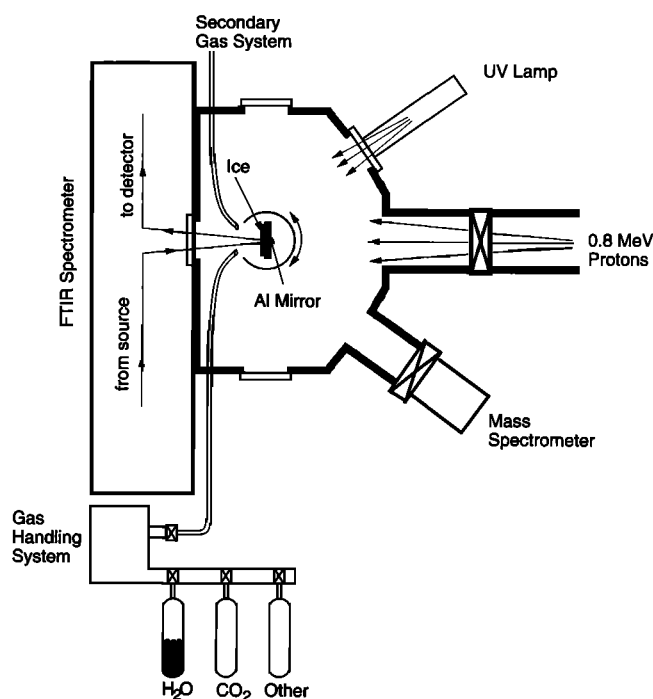 Secondary
Gas System
UV Lamp
FTIR Spectrometer
to detector
from source
Ice
Al Mirror
0.8 MeV
Protons
Mass
Spectrometer
Gas
Handling
System
H₂O
CO₂
Other